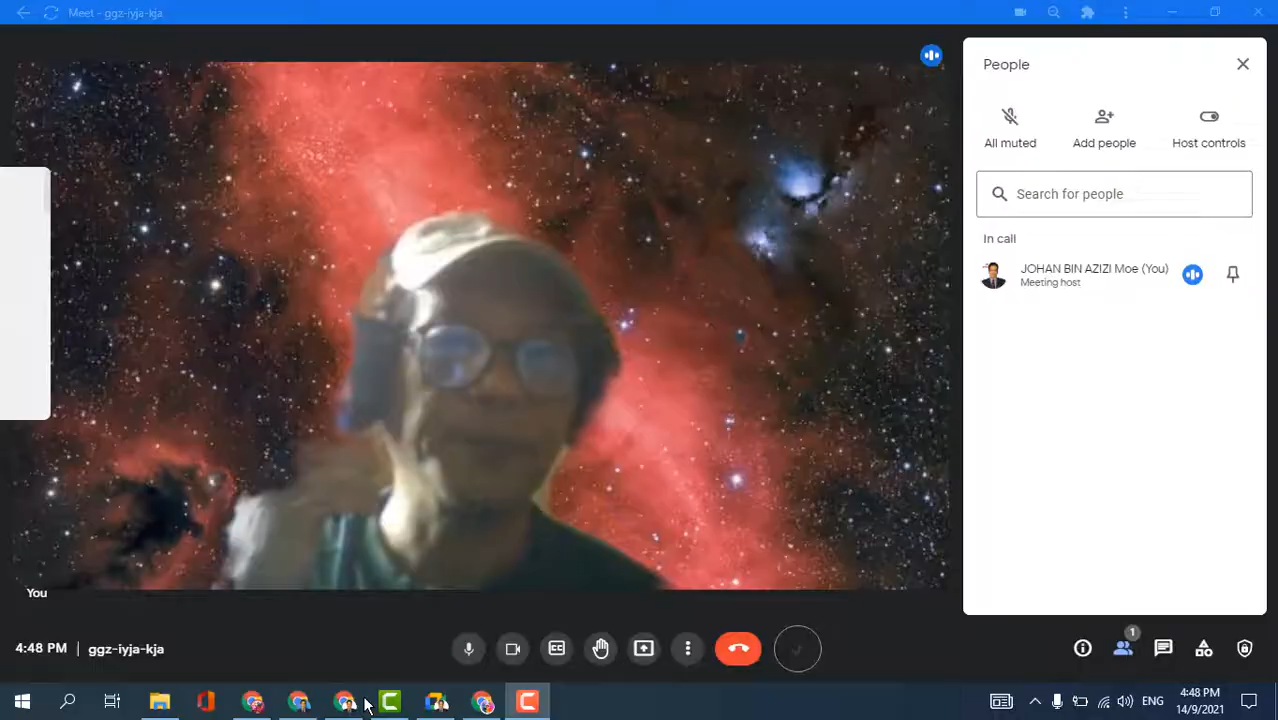 Meet - ggz-iyja-kja
People
All muted
Add people
Host controls
Search for people
In call
JOHAN BIN AZIZI Moe (You)
Meeting host
You
4:48 PM | ggz-iyja-kja
1
ENG
4:48 PM
14/9/2021